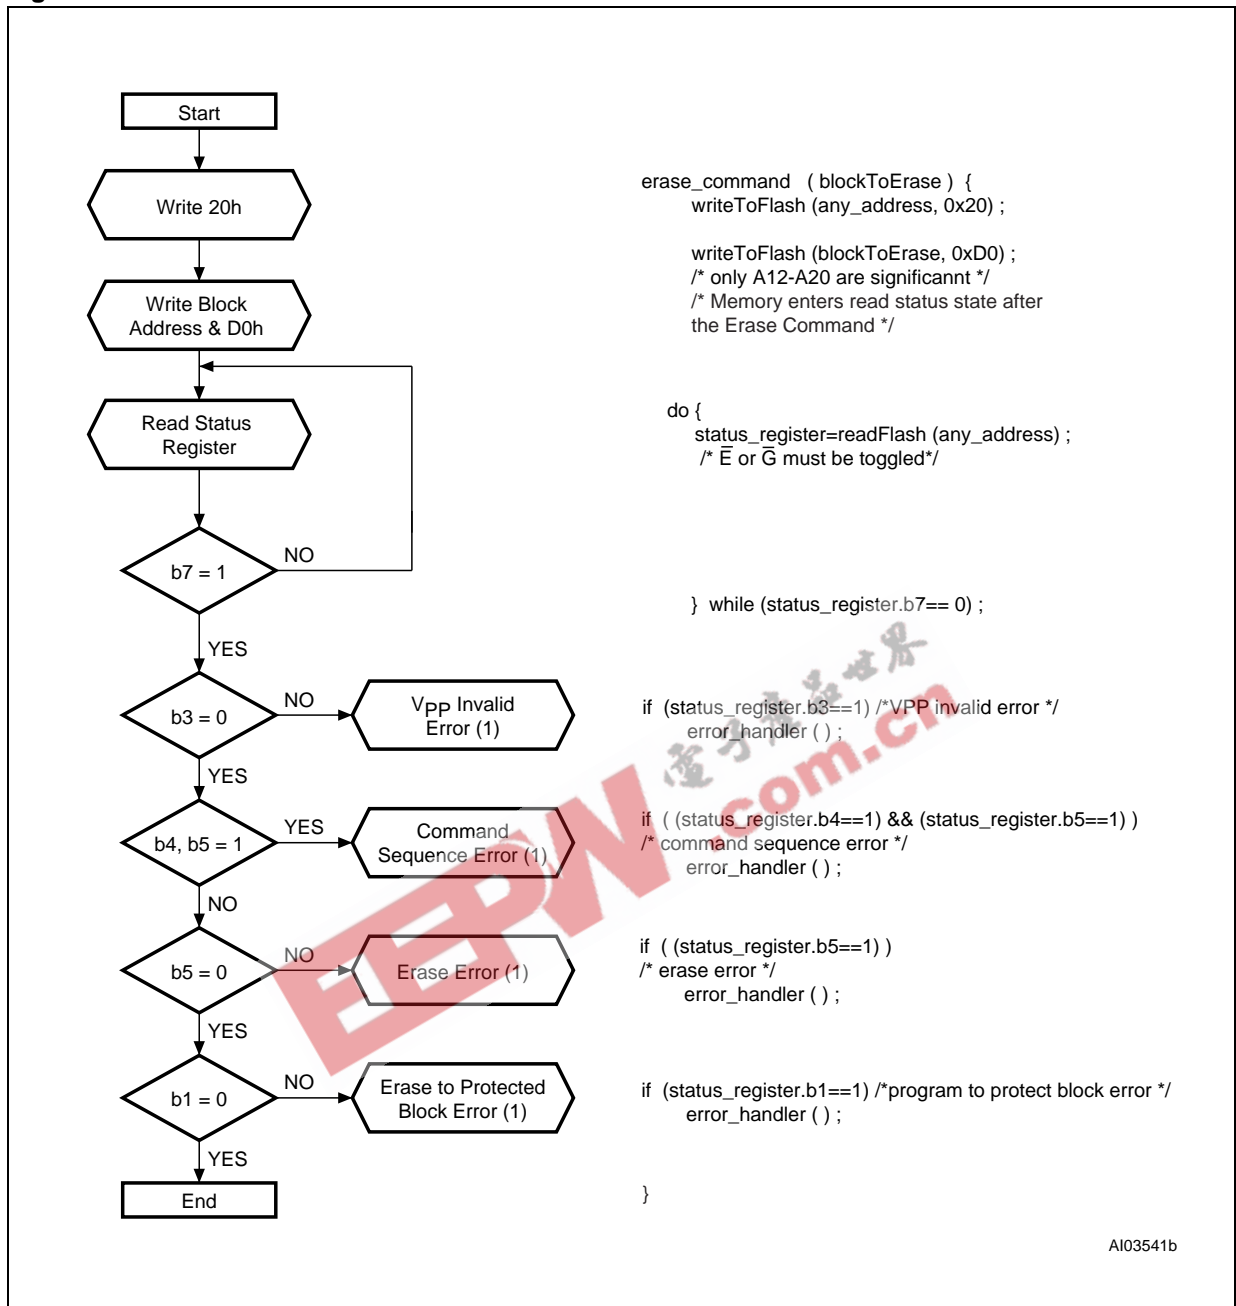 Start
Write 20h
Write Block
Address & D0h
Read Status
Register
b7 = 1
NO
YES
b3 = 0
NO
VPP Invalid
Error (1)
YES
b4, b5 = 1
YES
Command
Sequence Error (1)
NO
b5 = 0
NO
Erase Error (1)
YES
b1 = 0
NO
Erase to Protected
Block Error (1)
YES
End
erase_command ( blockToErase ) {
writeToFlash (any_address, 0x20) ;
writeToFlash (blockToErase, 0xD0) ;
/* only A12-A20 are significannt */
/* Memory enters read status state after
the Erase Command */
do {
status_register=readFlash (any_address) ;
/* E̅ or G̅ must be toggled*/
} while (status_register.b7== 0) ;
if (status_register.b3==1) /*VPP invalid error */
error_handler ( ) ;
if ( (status_register.b4==1) && (status_register.b5==1) )
/* command sequence error */
error_handler ( ) ;
if ( (status_register.b5==1) )
/* erase error */
error_handler ( ) ;
if (status_register.b1==1) /*program to protect block error */
error_handler ( ) ;
}
AI03541b
EEPW.com.cn
電子產品世界